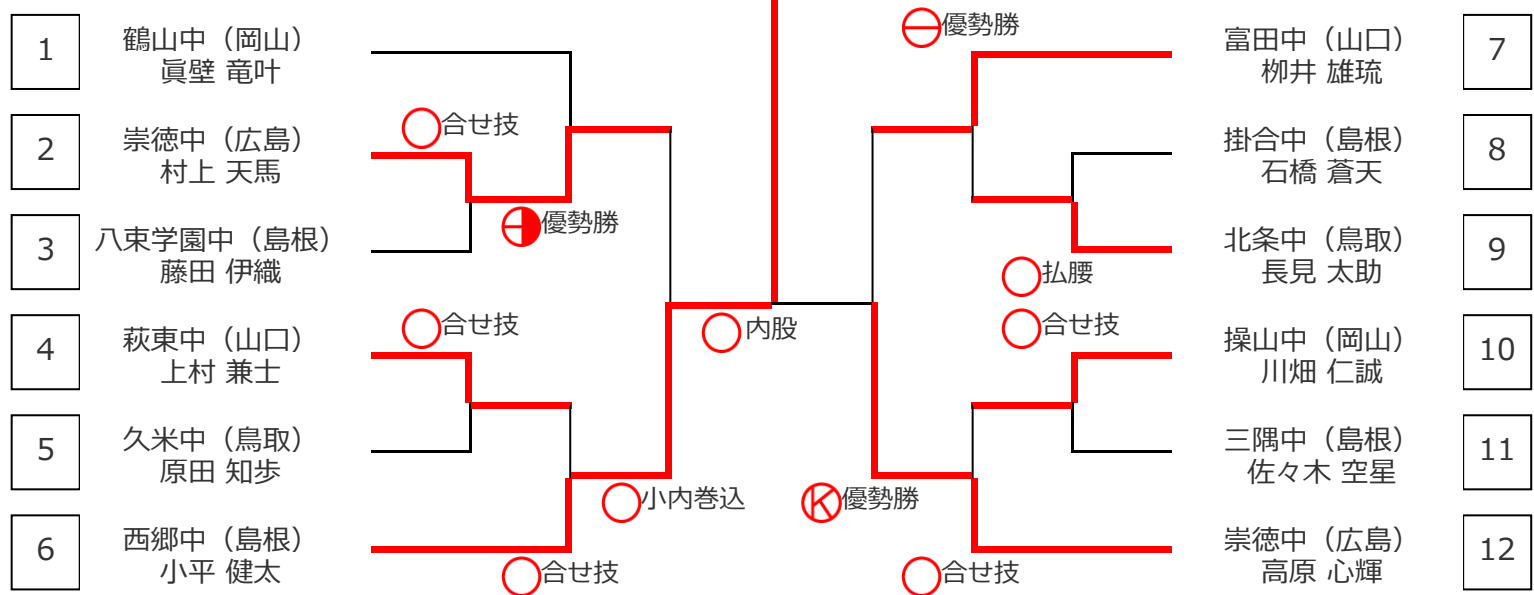 1
鶴山中（岡山）
眞壁 竜叶
2
崇徳中（広島）
村上 天馬
3
八束学園中（島根）
藤田 伊織
4
萩東中（山口）
上村 兼士
5
久米中（鳥取）
原田 知歩
6
西郷中（島根）
小平 健太
合せ技
優勢勝
合せ技
小内巻込
合せ技
内股
優勢勝
払腰
合せ技
K優勢勝
合せ技
富田中（山口）
栁井 雄琉
7
掛合中（島根）
石橋 蒼天
8
北条中（鳥取）
長見 太助
9
操山中（岡山）
川畑 仁誠
10
三隅中（島根）
佐々木 空星
11
崇徳中（広島）
高原 心輝
12